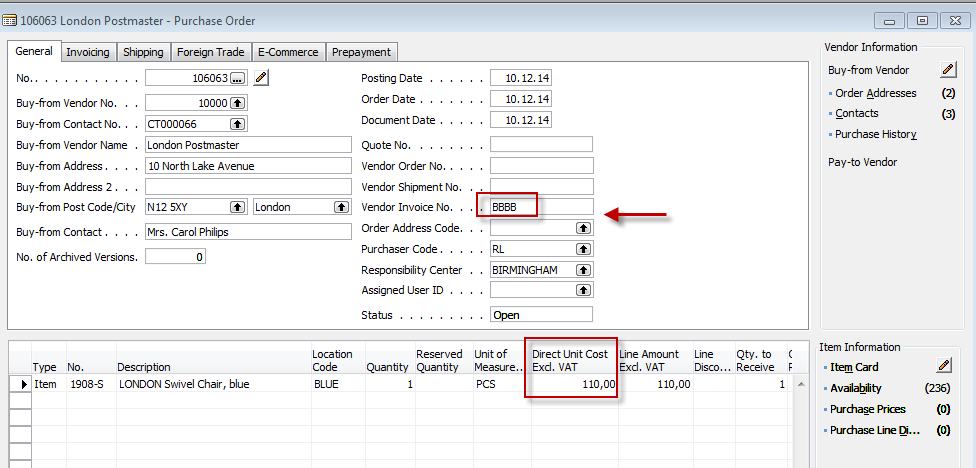 106063 London Postmaster - Purchase Order
General Invoicing Shipping Foreign Trade E-Commerce Prepayment
No. . . . . . . . . . . . 106063 ...
Buy-from Vendor No. . . . 10000
Buy-from Contact No. . . CT000066
Buy-from Vendor Name . London Postmaster
Buy-from Address . . . . 10 North Lake Avenue
Buy-from Address 2 . . .
Buy-from Post Code/City N12 5XY London
Buy-from Contact . . . . Mrs. Carol Philips
No. of Archived Versions. 0
Posting Date . . . . . . 10.12.14
Order Date . . . . . . . 10.12.14
Document Date . . . . . 10.12.14
Quote No. . . . . . . .
Vendor Order No. . . . .
Vendor Shipment No. . .
Vendor Invoice No. . . . BBBB
Order Address Code. . .
Purchaser Code . . . . . RL
Responsibility Center . . BIRMINGHAM
Assigned User ID . . . .
Status . . . . . . . . . Open
Vendor Information
Buy-from Vendor
Order Addresses (2)
Contacts (3)
Purchase History
Pay-to Vendor
Type No. Description Location Code Quantity Reserved Quantity Unit of Measure... Direct Unit Cost Excl. VAT Line Amount Excl. VAT Line Disco... Qty. to Receive
Item 1908-S LONDON Swivel Chair, blue BLUE 1 PCS 110,00 110,00 1
Item Information
Item Card
Availability (236)
Purchase Prices (0)
Purchase Line Di... (0)